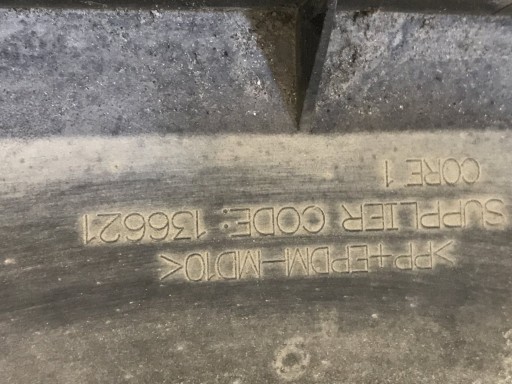 >PP+EPDM-MD10<
SUPPLIER CODE: 136621
CORE 1